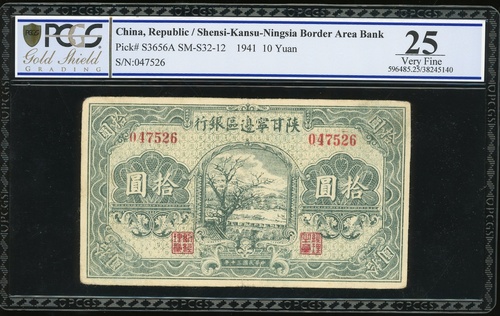 PCGS
Gold Shield
GRADING
China, Republic / Shensi-Kansu-Ningsia Border Area Bank
Pick# S3656A SM-S32-12 1941 10 Yuan
S/N:047526
25
Very Fine
596485.25/38245140
行銀區邊寧甘陝
047526 047526
圓拾 圓拾